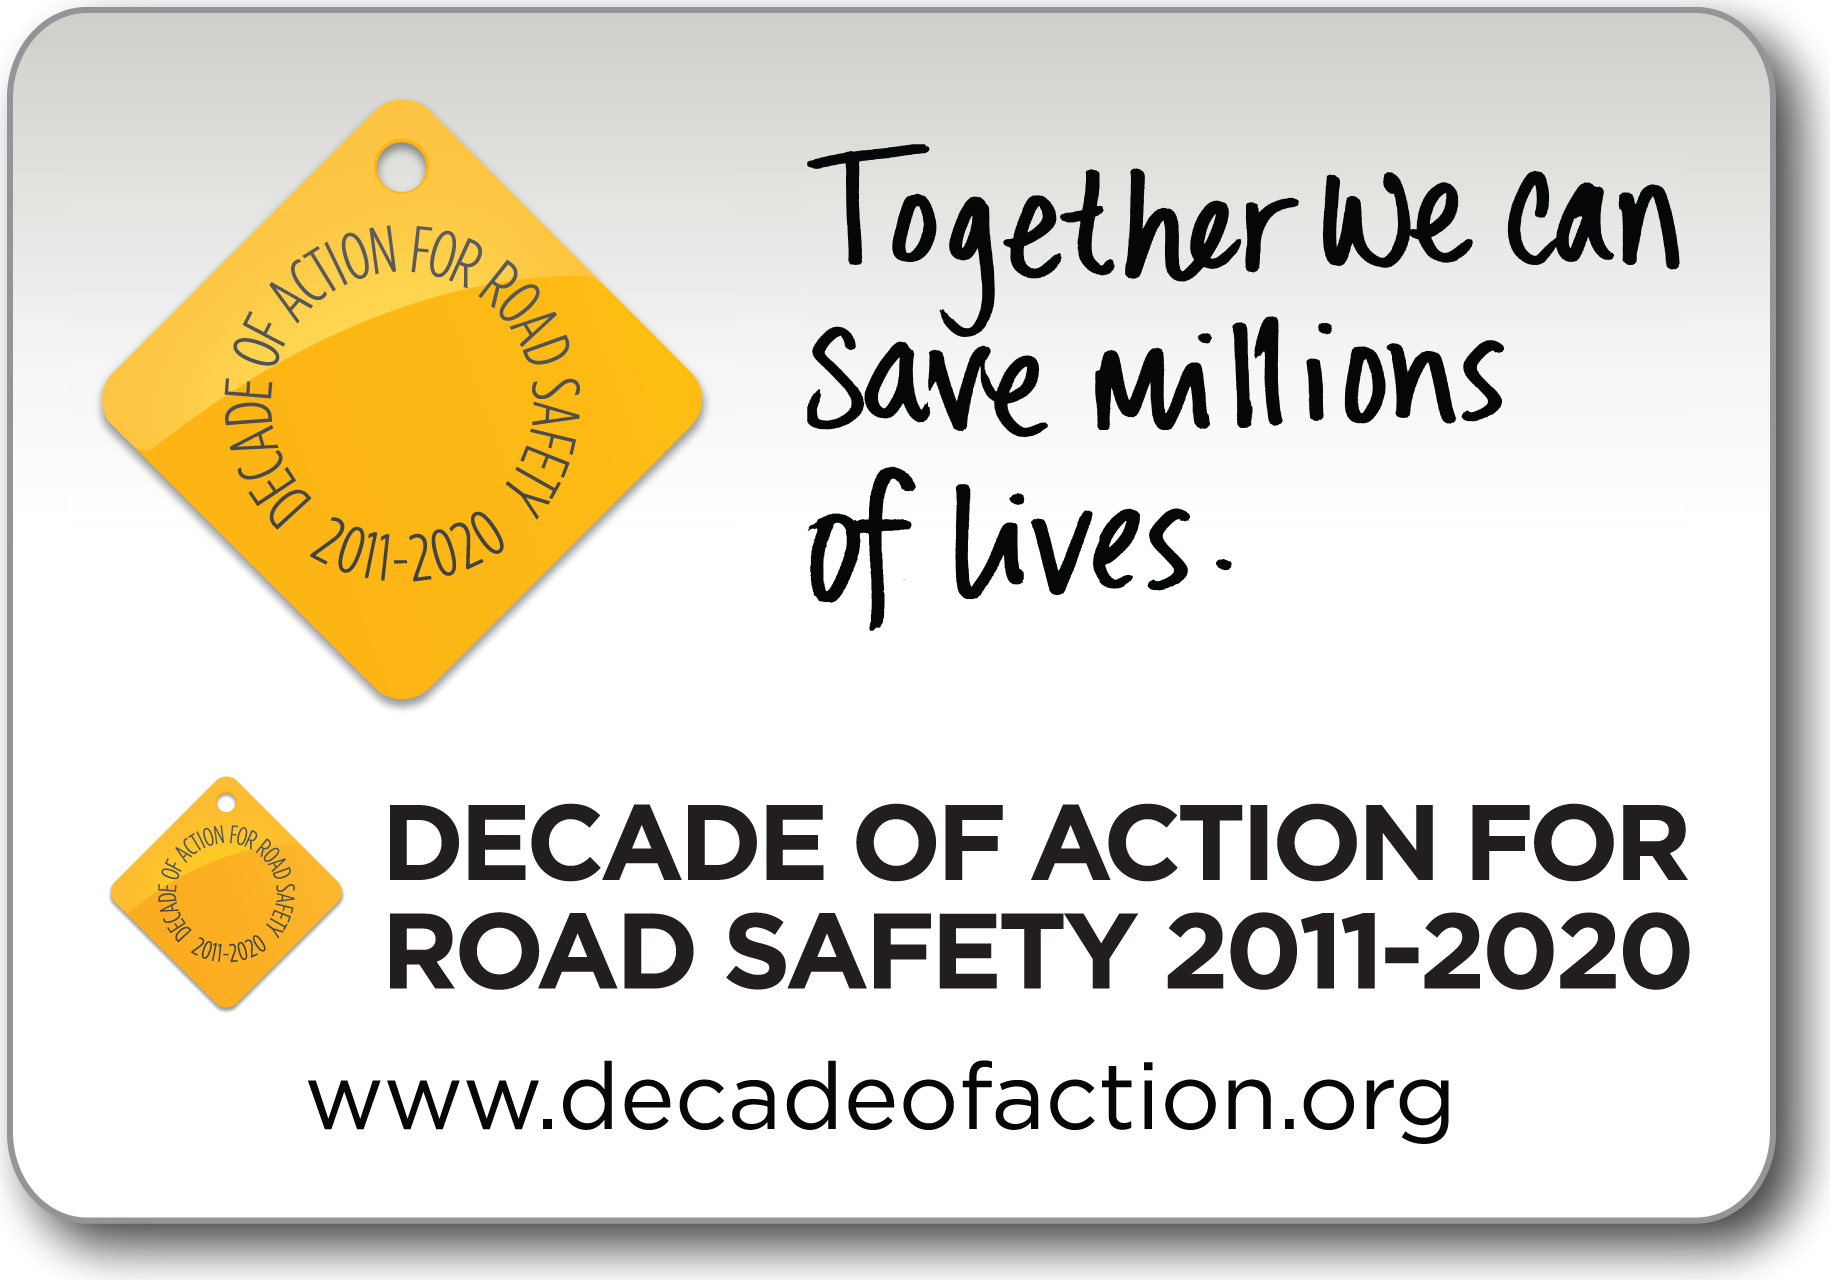 DECADE OF ACTION FOR ROAD SAFETY
2011-2020
Together we can
save millions
of lives.
DECADE OF ACTION FOR ROAD SAFETY
2011-2020
DECADE OF ACTION FOR
ROAD SAFETY 2011-2020
www.decadeofaction.org